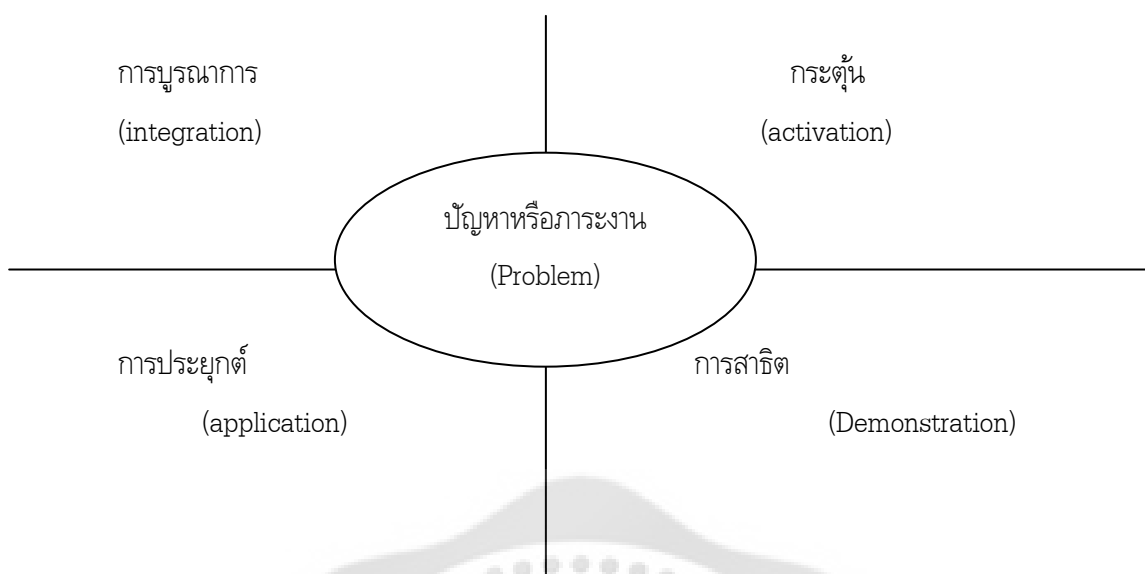 การบูรณาการ
(integration)
กระตุ้น
(activation)
ปัญหาหรือภาระงาน
(Problem)
การประยุกต์
(application)
การสาธิต
(Demonstration)